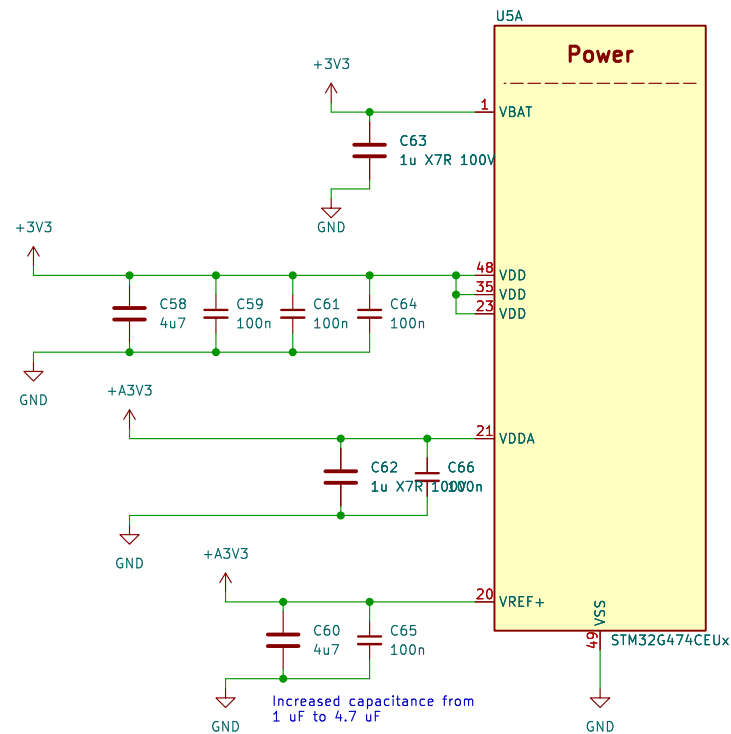 U5A
Power
+3V3
1 VBAT
C63
1u X7R 100V
GND
+3V3
48 VDD
35 VDD
23 VDD
C58
4u7
C59
100n
C61
100n
C64
100n
GND
+A3V3
21 VDDA
C62
1u X7R 100V
C66
100n
GND
+A3V3
20 VREF+
C60
4u7
C65
100n
VSS
49
STM32G474CEUx
GND
Increased capacitance from
1 uF to 4.7 uF
GND